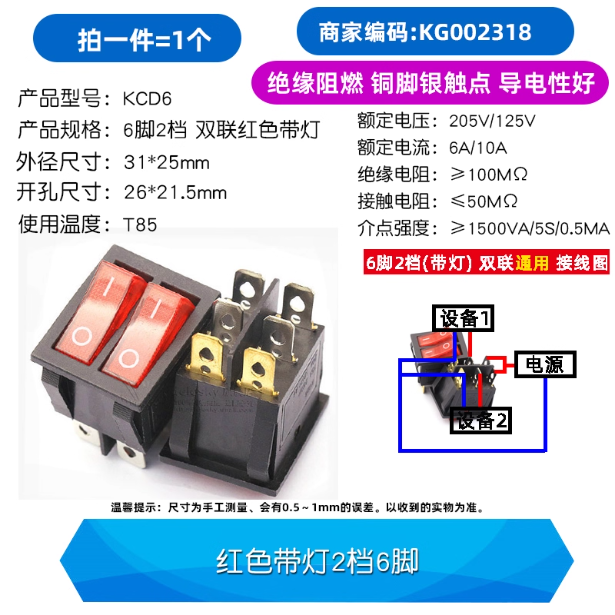 拍一件=1个
商家编码:KG002318
绝缘阻燃 铜脚银触点 导电性好
产品型号：KCD6
产品规格：6脚2档 双联红色带灯
外径尺寸：31*25mm
开孔尺寸：26*21.5mm
使用温度：T85
额定电压：205V/125V
额定电流：6A/10A
绝缘电阻：≥100MΩ
接触电阻：≤50MΩ
介点强度：≥1500VA/5S/0.5MA
6脚2档(带灯) 双联通用 接线图
设备1
电源
设备2
温馨提示：尺寸为手工测量、会有0.5～1mm的误差。以收到的实物为准。
红色带灯2档6脚